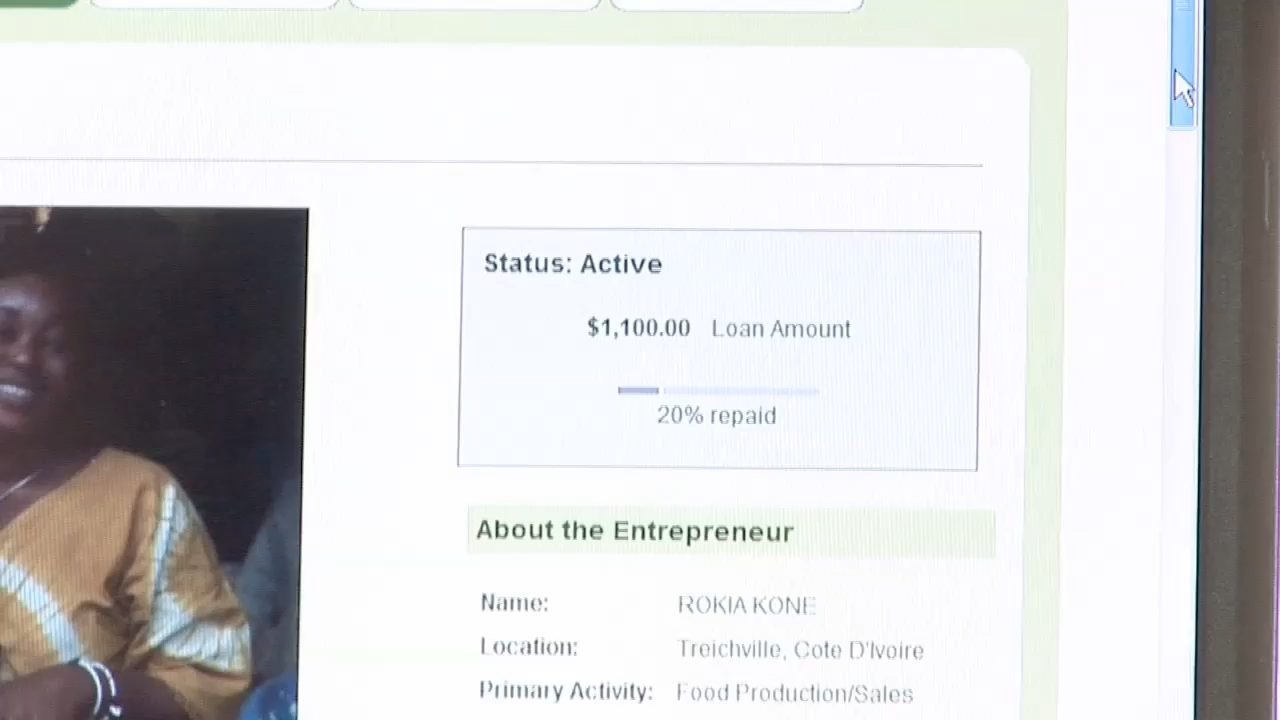 Status: Active
$1,100.00 Loan Amount
20% repaid
About the Entrepreneur
Name: ROKIA KONE
Location: Treichville, Cote D'Ivoire
Primary Activity: Food Production/Sales